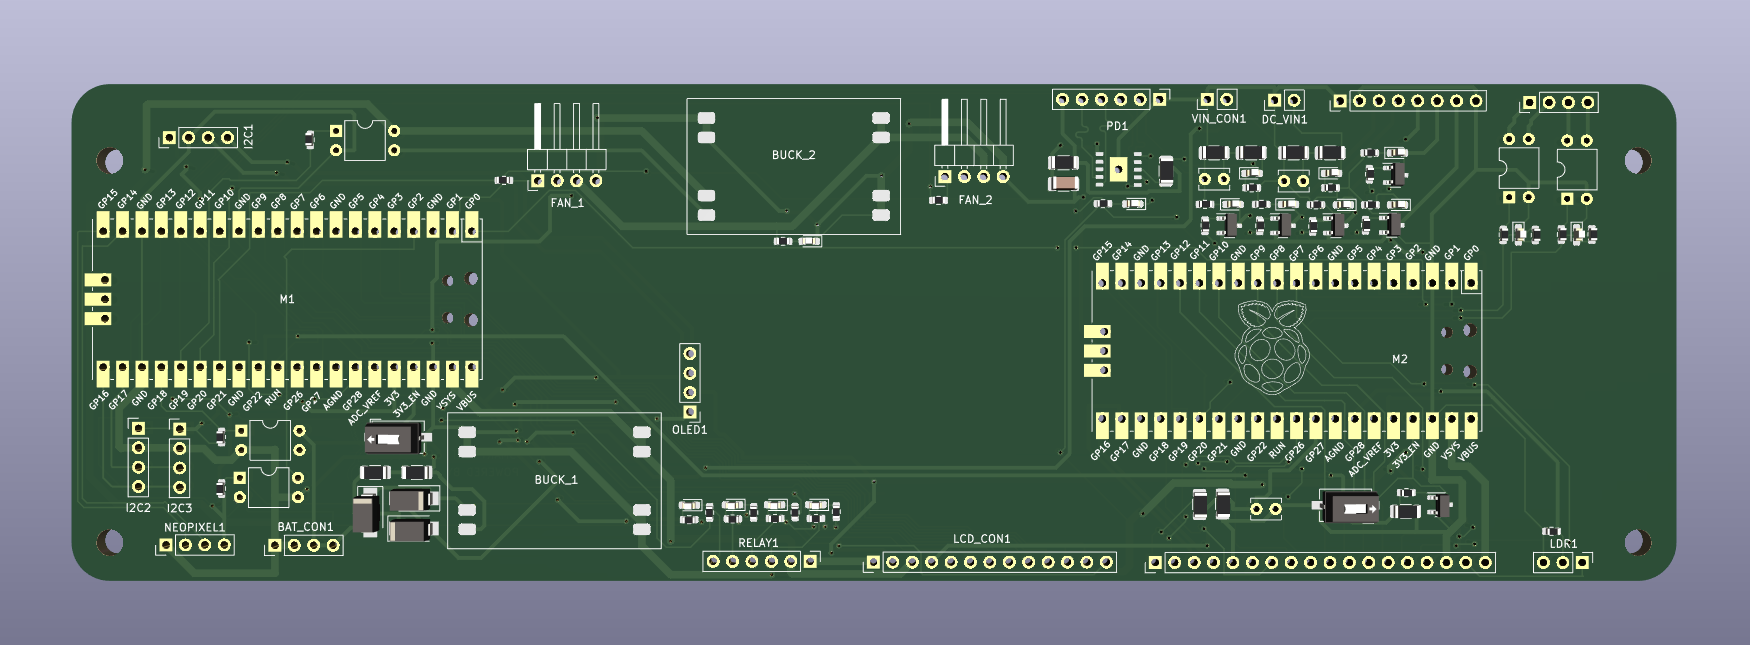 I2C1
PD1
VIN_CON1
DC_VIN1
BUCK_2
FAN_1
FAN_2
GP15
GP14
GND
GP13
GP12
GP11
GP10
GND
GP9
GP8
GP7
GP6
GND
GP5
GP4
GP3
GP2
GND
GP1
GP0
M1
GP16
GP17
GND
GP18
GP19
GP20
GP21
GND
GP22
RUN
GP26
GP27
AGND
GP28
ADC_VREF
3V3
3V3_EN
GND
VSYS
VBUS
GP15
GP14
GND
GP13
GP12
GP11
GP10
GND
GP9
GP8
GP7
GP6
GND
GP5
GP4
GP3
GP2
GND
GP1
GP0
M2
GP16
GP17
GND
GP18
GP19
GP20
GP21
GND
GP22
RUN
GP26
GP27
AGND
GP28
ADC_VREF
3V3
3V3_EN
GND
VSYS
VBUS
OLED1
BUCK_1
I2C2
I2C3
NEOPIXEL1
BAT_CON1
RELAY1
LCD_CON1
LDR1